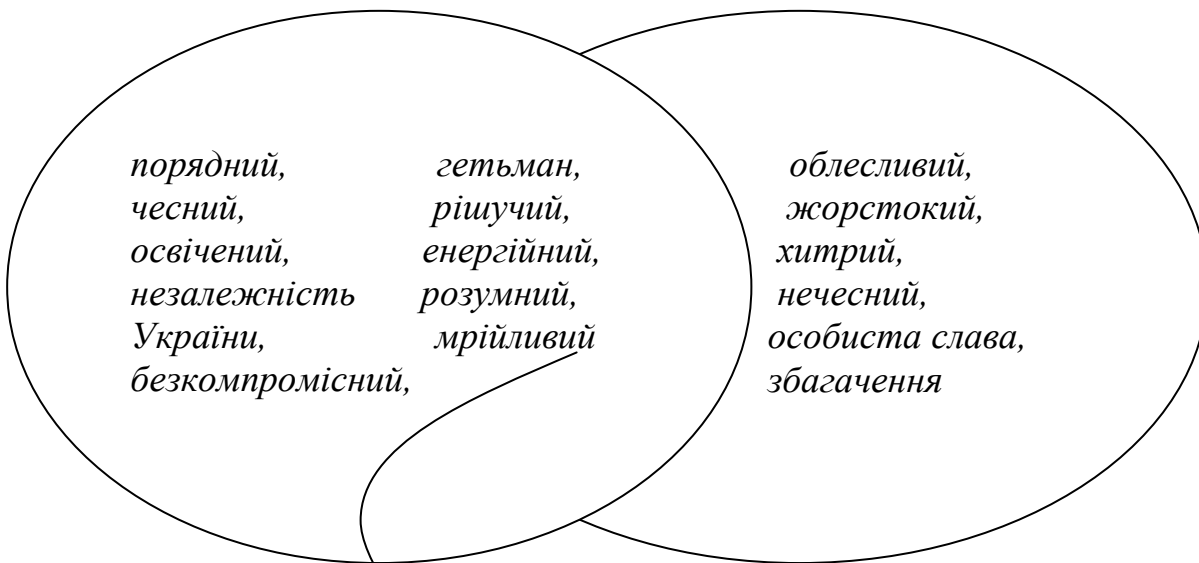 порядний,
чесний,
освічений,
незалежність
України,
безкомпромісний,
гетьман,
рішучий,
енергійний,
розумний,
мрійливий
облесливий,
жорстокий,
хитрий,
нечесний,
особиста слава,
збагачення